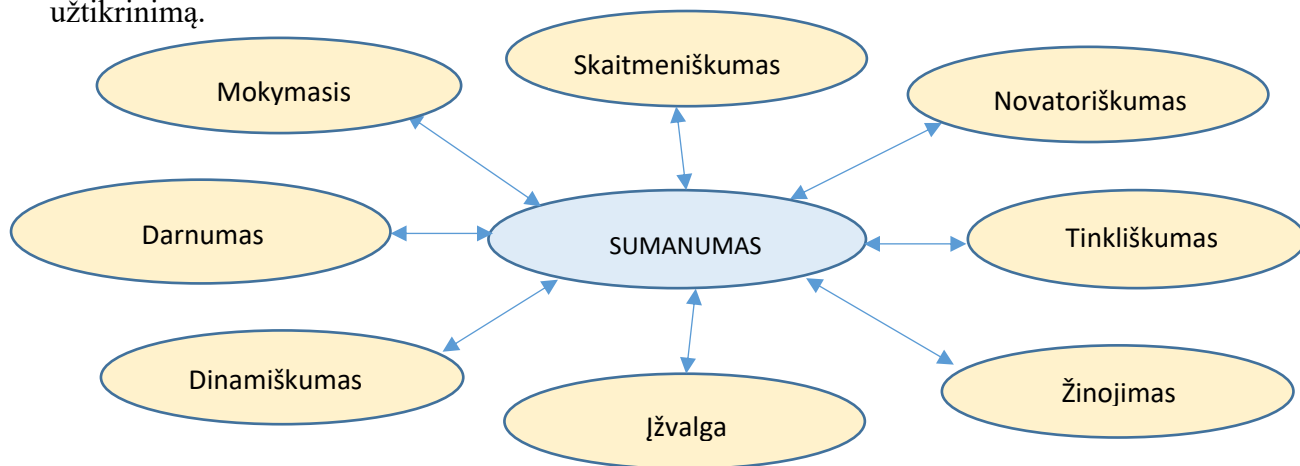 užtikrinimą.
Skaitmeniškumas
Mokymasis
Novatoriškumas
Darnumas
SUMANUMAS
Tinkliškumas
Dinamiškumas
Įžvalga
Žinojimas